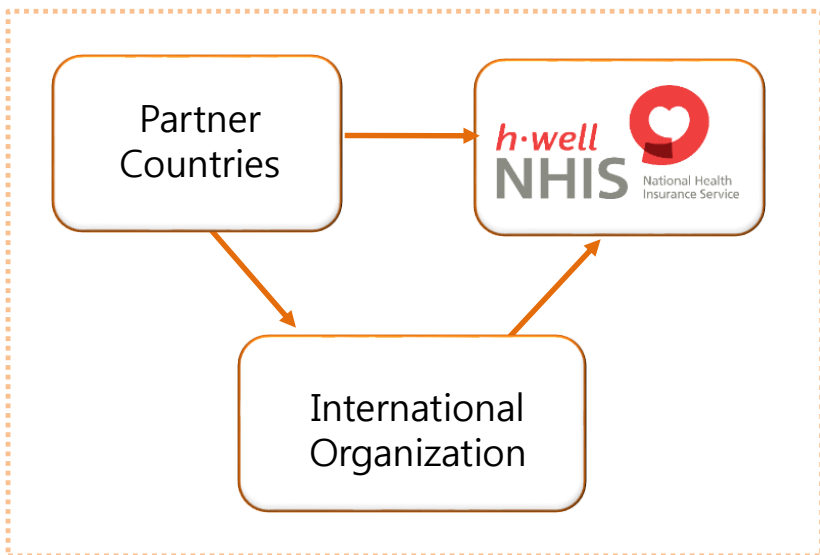 Partner
Countries
h·well
NHIS
National Health
Insurance Service
International
Organization